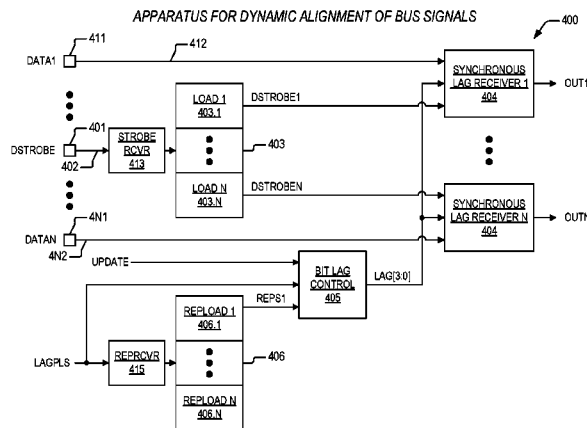 APPARATUS FOR DYNAMIC ALIGNMENT OF BUS SIGNALS
400
411
412
DATA1
SYNCHRONOUS
LAG RECEIVER 1
404
OUT1
LOAD 1
403.1
DSTROBE1
401
DSTROBE
402
STROBE
RCVR
413
403
LOAD N
403.N
DSTROBEN
SYNCHRONOUS
LAG RECEIVER N
404
OUTN
4N1
DATAN
4N2
UPDATE
BIT LAG
CONTROL
405
LAG[3:0]
REPS1
REPLOAD 1
406.1
LAGPLS
REPRCVR
415
406
REPLOAD N
406.N